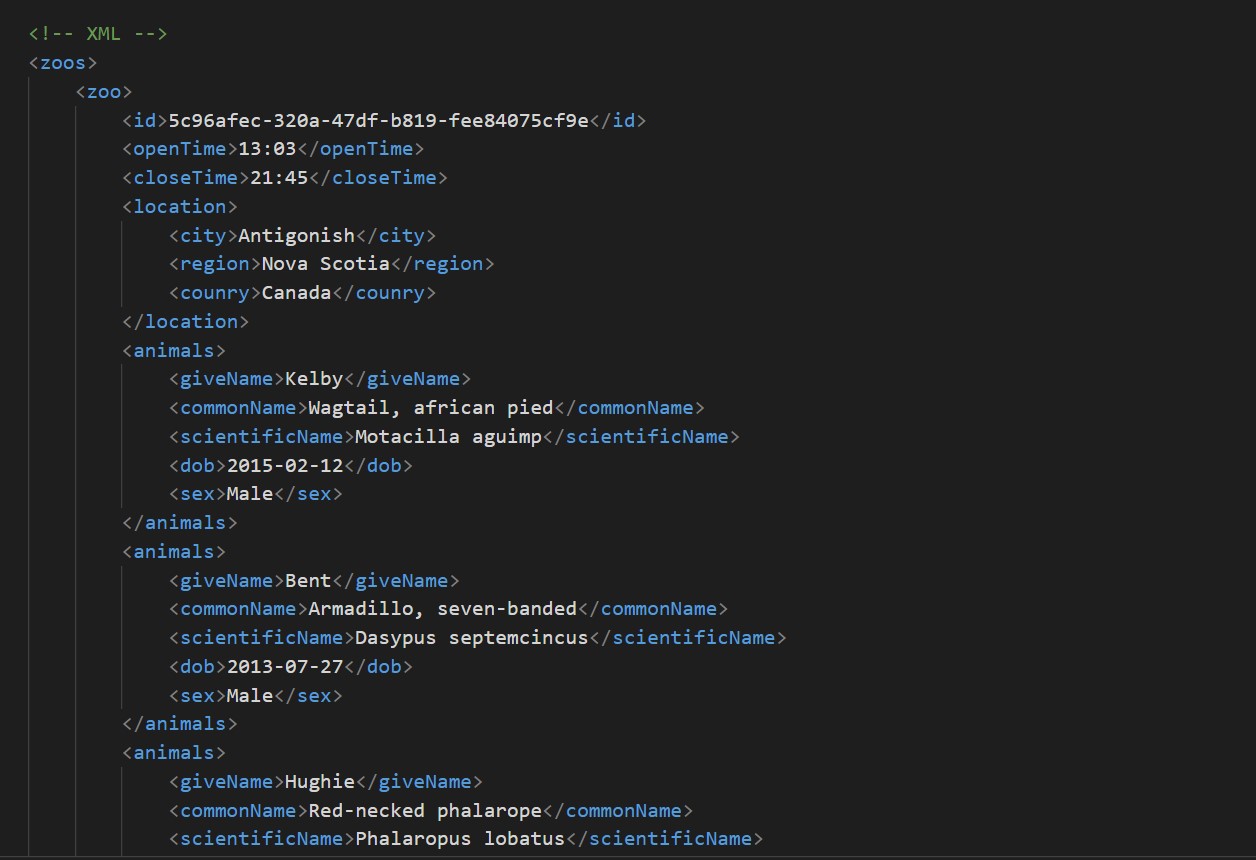 <!-- XML -->
<zoos>
<zoo>
<id>5c96afec-320a-47df-b819-fee84075cf9e</id>
<openTime>13:03</openTime>
<closeTime>21:45</closeTime>
<location>
<city>Antigonish</city>
<region>Nova Scotia</region>
<counry>Canada</counry>
</location>
<animals>
<giveName>Kelby</giveName>
<commonName>Wagtail, african pied</commonName>
<scientificName>Motacilla aguimp</scientificName>
<dob>2015-02-12</dob>
<sex>Male</sex>
</animals>
<animals>
<giveName>Bent</giveName>
<commonName>Armadillo, seven-banded</commonName>
<scientificName>Dasypus septemcincus</scientificName>
<dob>2013-07-27</dob>
<sex>Male</sex>
</animals>
<animals>
<giveName>Hughie</giveName>
<commonName>Red-necked phalarope</commonName>
<scientificName>Phalaropus lobatus</scientificName>